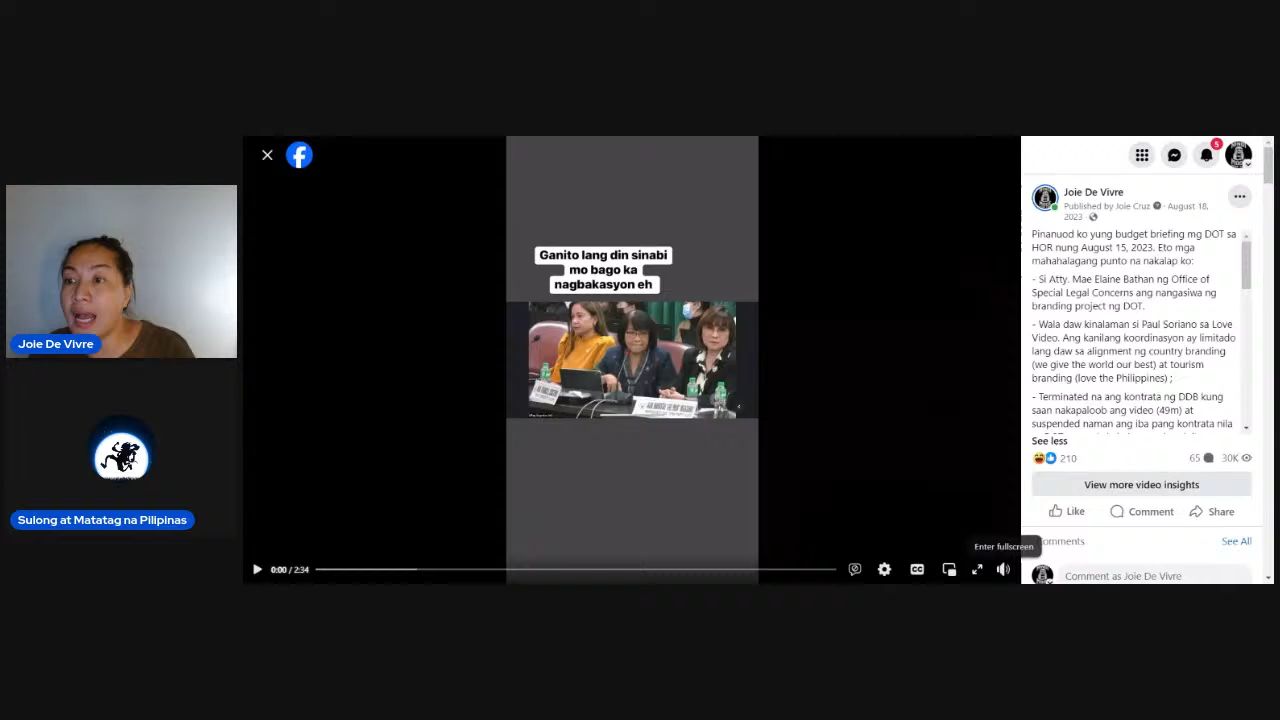 Joie De Vivre
Sulong at Matatag na Pilipinas
Ganito lang din sinabi
mo bago ka
nagbakasyon eh
0:00 / 2:34
Enter fullscreen
5
Joie De Vivre
Published by Joie Cruz · August 18,
2023 ·
Pinanuod ko yung budget briefing mg DOT sa
HOR nung August 15, 2023. Eto mga
mahahalagang punto na nakalap ko:
- Si Atty. Mae Elaine Bathan ng Office of
Special Legal Concerns ang nangasiwa ng
branding project ng DOT.
- Wala daw kinalaman si Paul Soriano sa Love
Video. Ang kanilang koordinasyon ay limitado
lang daw sa alignment ng country branding
(we give the world our best) at tourism
branding (love the Philippines) ;
- Terminated na ang kontrata ng DDB kung
saan nakapaloob ang video (49m) at
suspended naman ang iba pang kontrata nila
See less
210
65
30K
View more video insights
Like
Comment
Share
omments
See All
Comment as Joie De Vivre